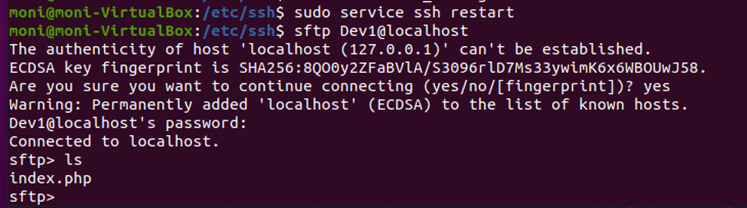 moni@moni-VirtualBox:/etc/ssh$ sudo service ssh restart
moni@moni-VirtualBox:/etc/ssh$ sftp Dev1@localhost
The authenticity of host 'localhost (127.0.0.1)' can't be established.
ECDSA key fingerprint is SHA256:8QO0y2ZFaBVlA/S3096rlD7Ms33ywimK6x6WBOUwJ58.
Are you sure you want to continue connecting (yes/no/[fingerprint])? yes
Warning: Permanently added 'localhost' (ECDSA) to the list of known hosts.
Dev1@localhost's password:
Connected to localhost.
sftp> ls
index.php
sftp>